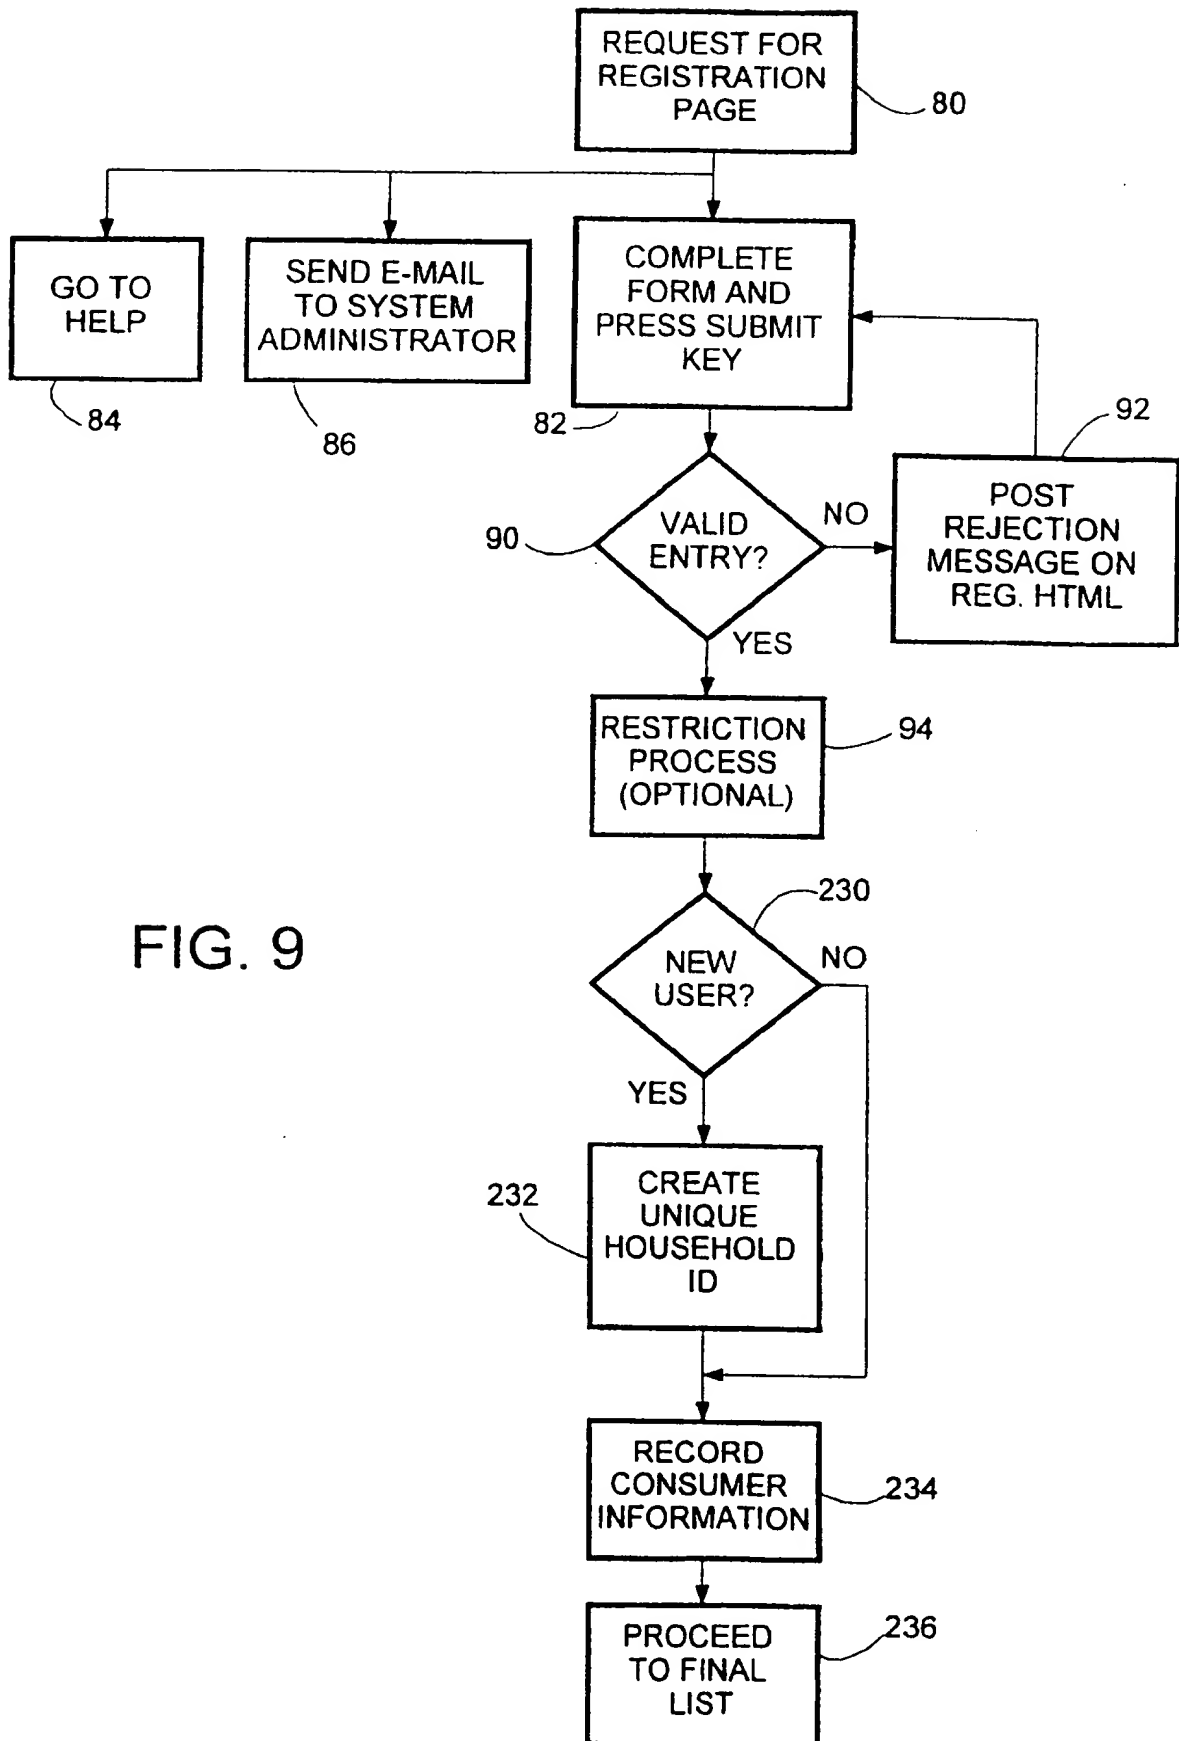 REQUEST FOR
REGISTRATION
PAGE
80
GO TO
HELP
84
SEND E-MAIL
TO SYSTEM
ADMINISTRATOR
86
COMPLETE
FORM AND
PRESS SUBMIT
KEY
82
92
POST
REJECTION
MESSAGE ON
REG. HTML
90
VALID
ENTRY?
NO
YES
RESTRICTION
PROCESS
(OPTIONAL)
94
230
NEW
USER?
NO
YES
FIG. 9
232
CREATE
UNIQUE
HOUSEHOLD
ID
RECORD
CONSUMER
INFORMATION
234
PROCEED
TO FINAL
LIST
236